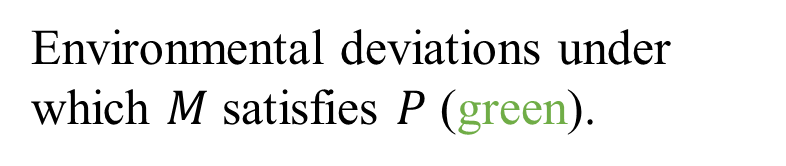 Environmental deviations under
which M satisfies P (green).